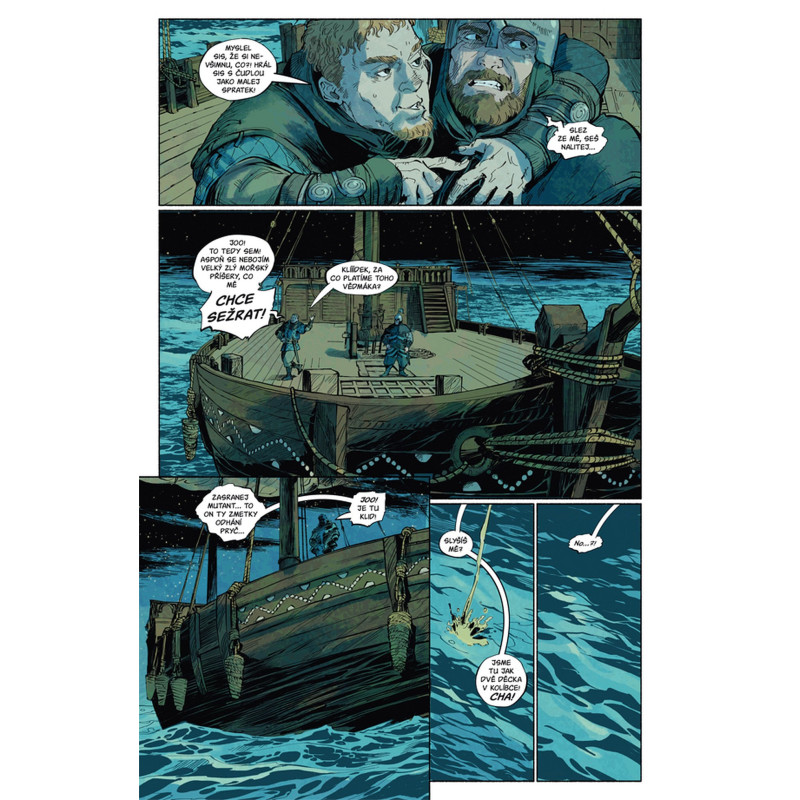 MYSLEL
SIS, ŽE SI NE-
VŠIMNU, CO?! HRÁL
SIS S ČUDLOU
JAKO MALEJ
SPRATEK!
SLEZ
ZE MĚ, SEŠ
NALITEJ...
JOO!
TO TEDY SEM!
ASPOŇ SE NEBOJÍM
VELKÝ ZLÝ MOŘSKÝ
PŘÍŠERY, CO
MĚ
CHCE
SEŽRAT!
KLÍÍDEK, ZA
CO PLATÍME TOHO
VĚDMÁKA?
ZASRANEJ
MUTANT... TO
ON TY ZMETKY
ODHÁNÍ
PRYČ...
JOO!
JE TU
KLID!
SLYŠÍŠ
MĚ?
JSME
TU JAK
DVĚ DĚCKA
V KOLÍBCE!
CHA!
No...?!